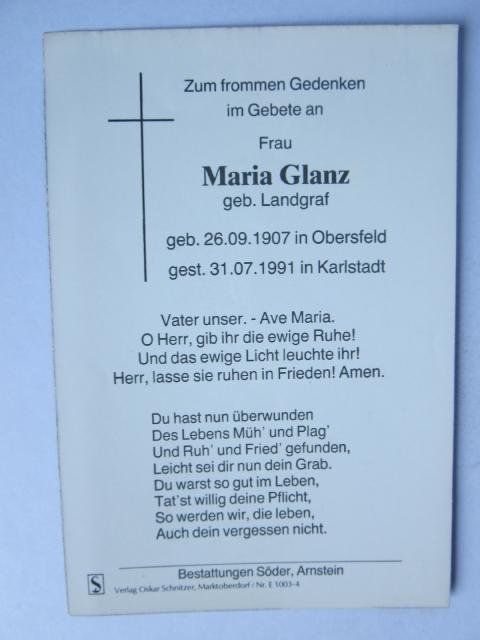 Zum frommen Gedenken
im Gebete an
Frau
Maria Glanz
geb. Landgraf
geb. 26.09.1907 in Obersfeld
gest. 31.07.1991 in Karlstadt
Vater unser. - Ave Maria.
O Herr, gib ihr die ewige Ruhe!
Und das ewige Licht leuchte ihr!
Herr, lasse sie ruhen in Frieden! Amen.
Du hast nun überwunden
Des Lebens Müh' und Plag'
Und Ruh' und Fried' gefunden,
Leicht sei dir nun dein Grab.
Du warst so gut im Leben,
Tat'st willig deine Pflicht,
So werden wir, die leben,
Auch dein vergessen nicht.
Bestattungen Söder, Arnstein
S Verlag Oskar Schnitzer, Marktoberdorf / Nr. E 1003-4